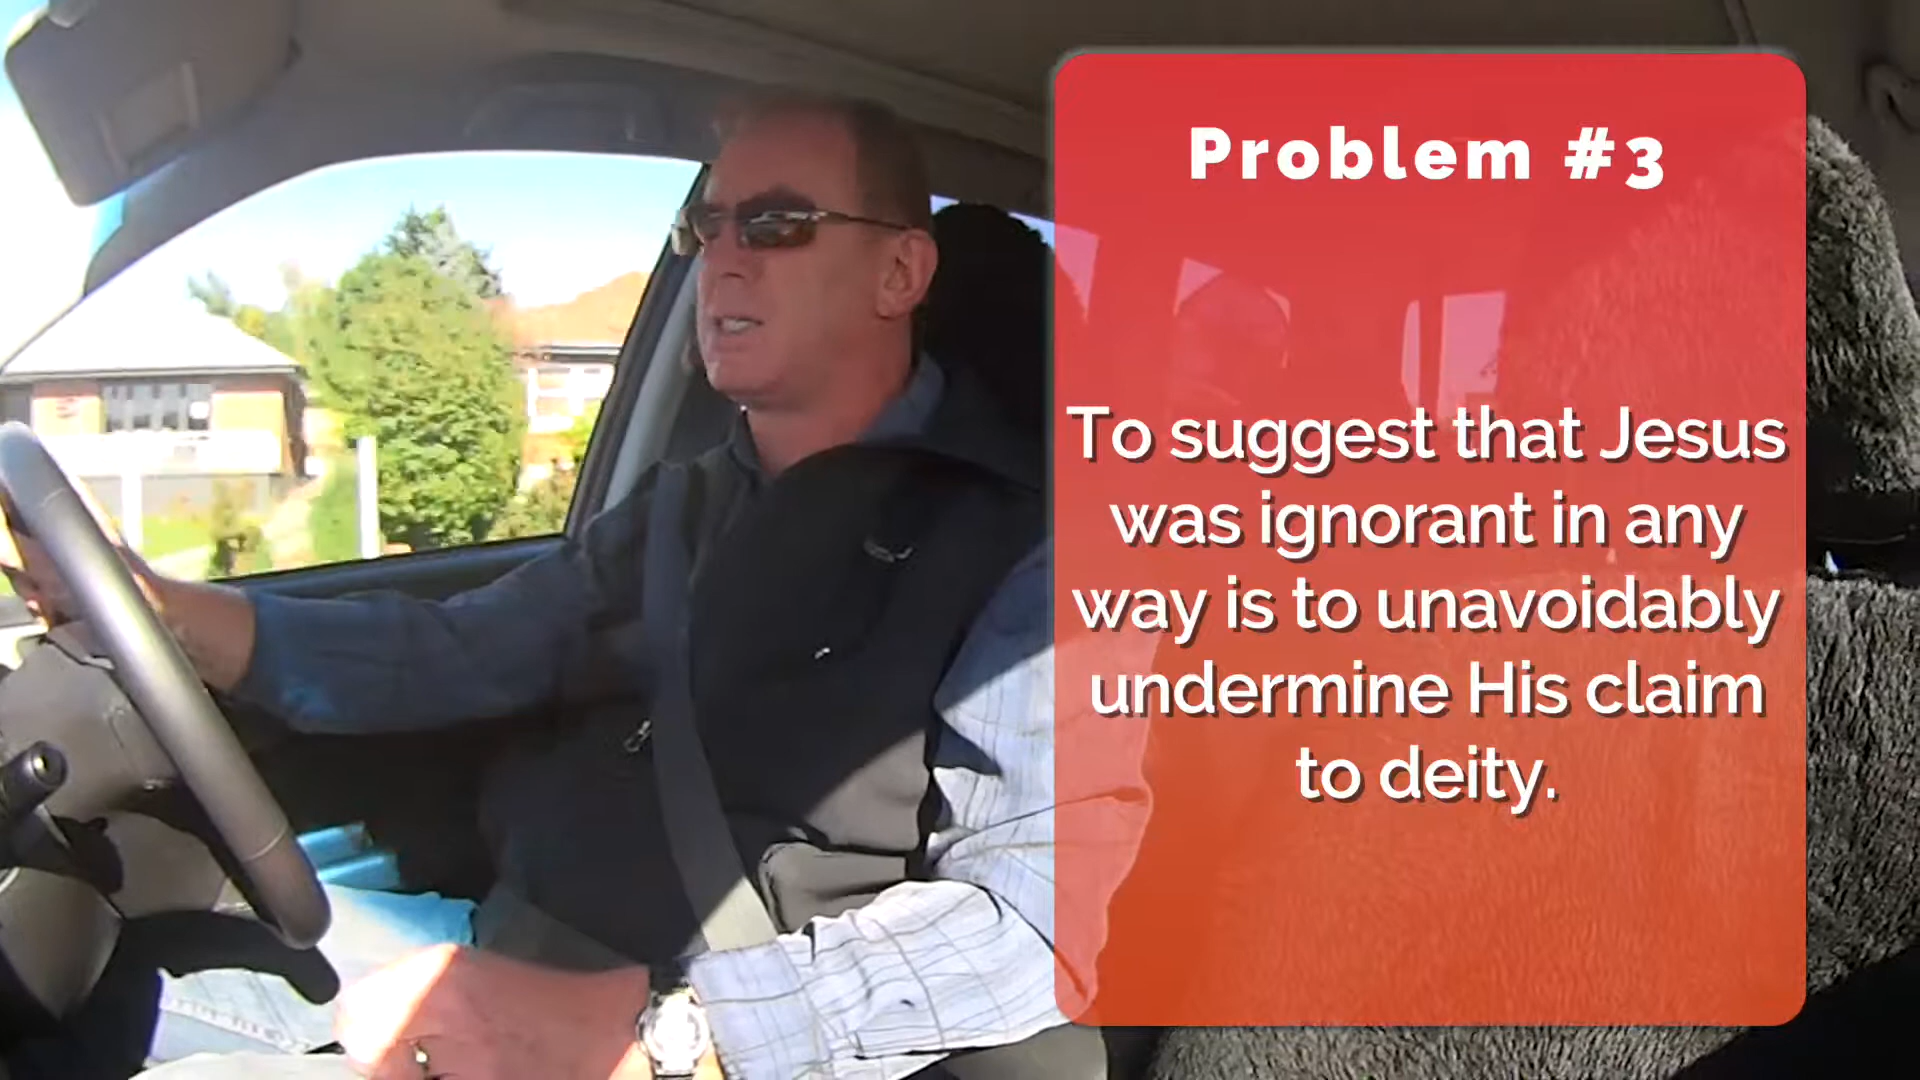 Problem #3
To suggest that Jesus
was ignorant in any
way is to unavoidably
undermine His claim
to deity.